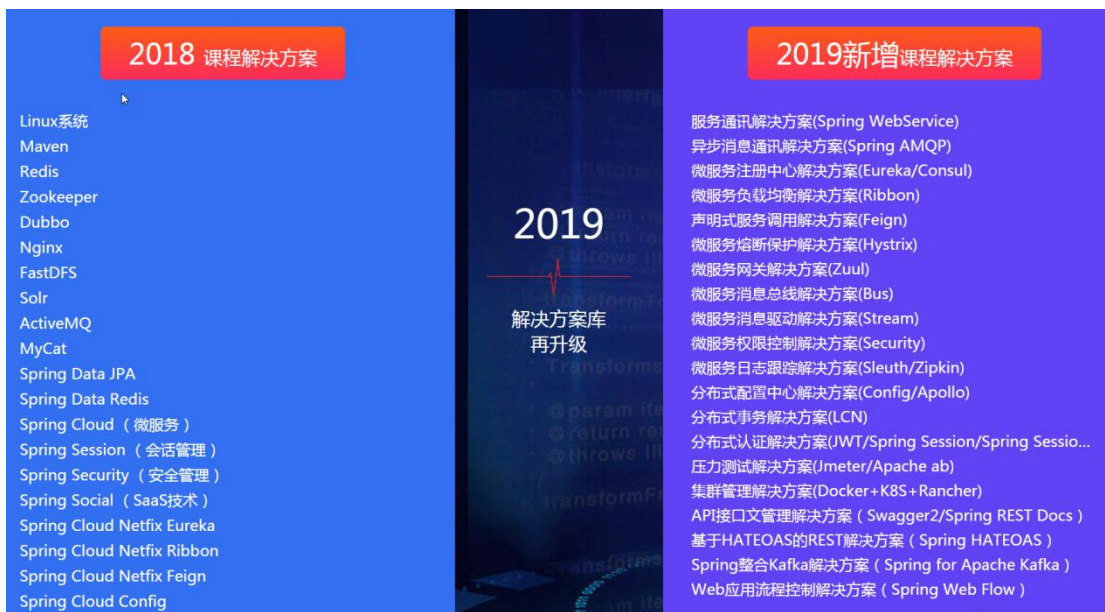 2018 课程解决方案
Linux系统
Maven
Redis
Zookeeper
Dubbo
Nginx
FastDFS
Solr
ActiveMQ
MyCat
Spring Data JPA
Spring Data Redis
Spring Cloud （微服务）
Spring Session （会话管理）
Spring Security （安全管理）
Spring Social （SaaS技术）
Spring Cloud Netfix Eureka
Spring Cloud Netfix Ribbon
Spring Cloud Netfix Feign
Spring Cloud Config
2019
解决方案库
再升级
Transforms
@param ite
@return res
@throws Ill
transformFr
2019新增课程解决方案
服务通讯解决方案(Spring WebService)
异步消息通讯解决方案(Spring AMQP)
微服务注册中心解决方案(Eureka/Consul)
微服务负载均衡解决方案(Ribbon)
声明式服务调用解决方案(Feign)
微服务熔断保护解决方案(Hystrix)
微服务网关解决方案(Zuul)
微服务消息总线解决方案(Bus)
微服务消息驱动解决方案(Stream)
微服务权限控制解决方案(Security)
微服务日志跟踪解决方案(Sleuth/Zipkin)
分布式配置中心解决方案(Config/Apollo)
分布式事务解决方案(LCN)
分布式认证解决方案(JWT/Spring Session/Spring Sessio...
压力测试解决方案(Jmeter/Apache ab)
集群管理解决方案(Docker+K8S+Rancher)
API接口文管理解决方案（Swagger2/Spring REST Docs）
基于HATEOAS的REST解决方案（Spring HATEOAS）
Spring整合Kafka解决方案（Spring for Apache Kafka）
Web应用流程控制解决方案（Spring Web Flow）